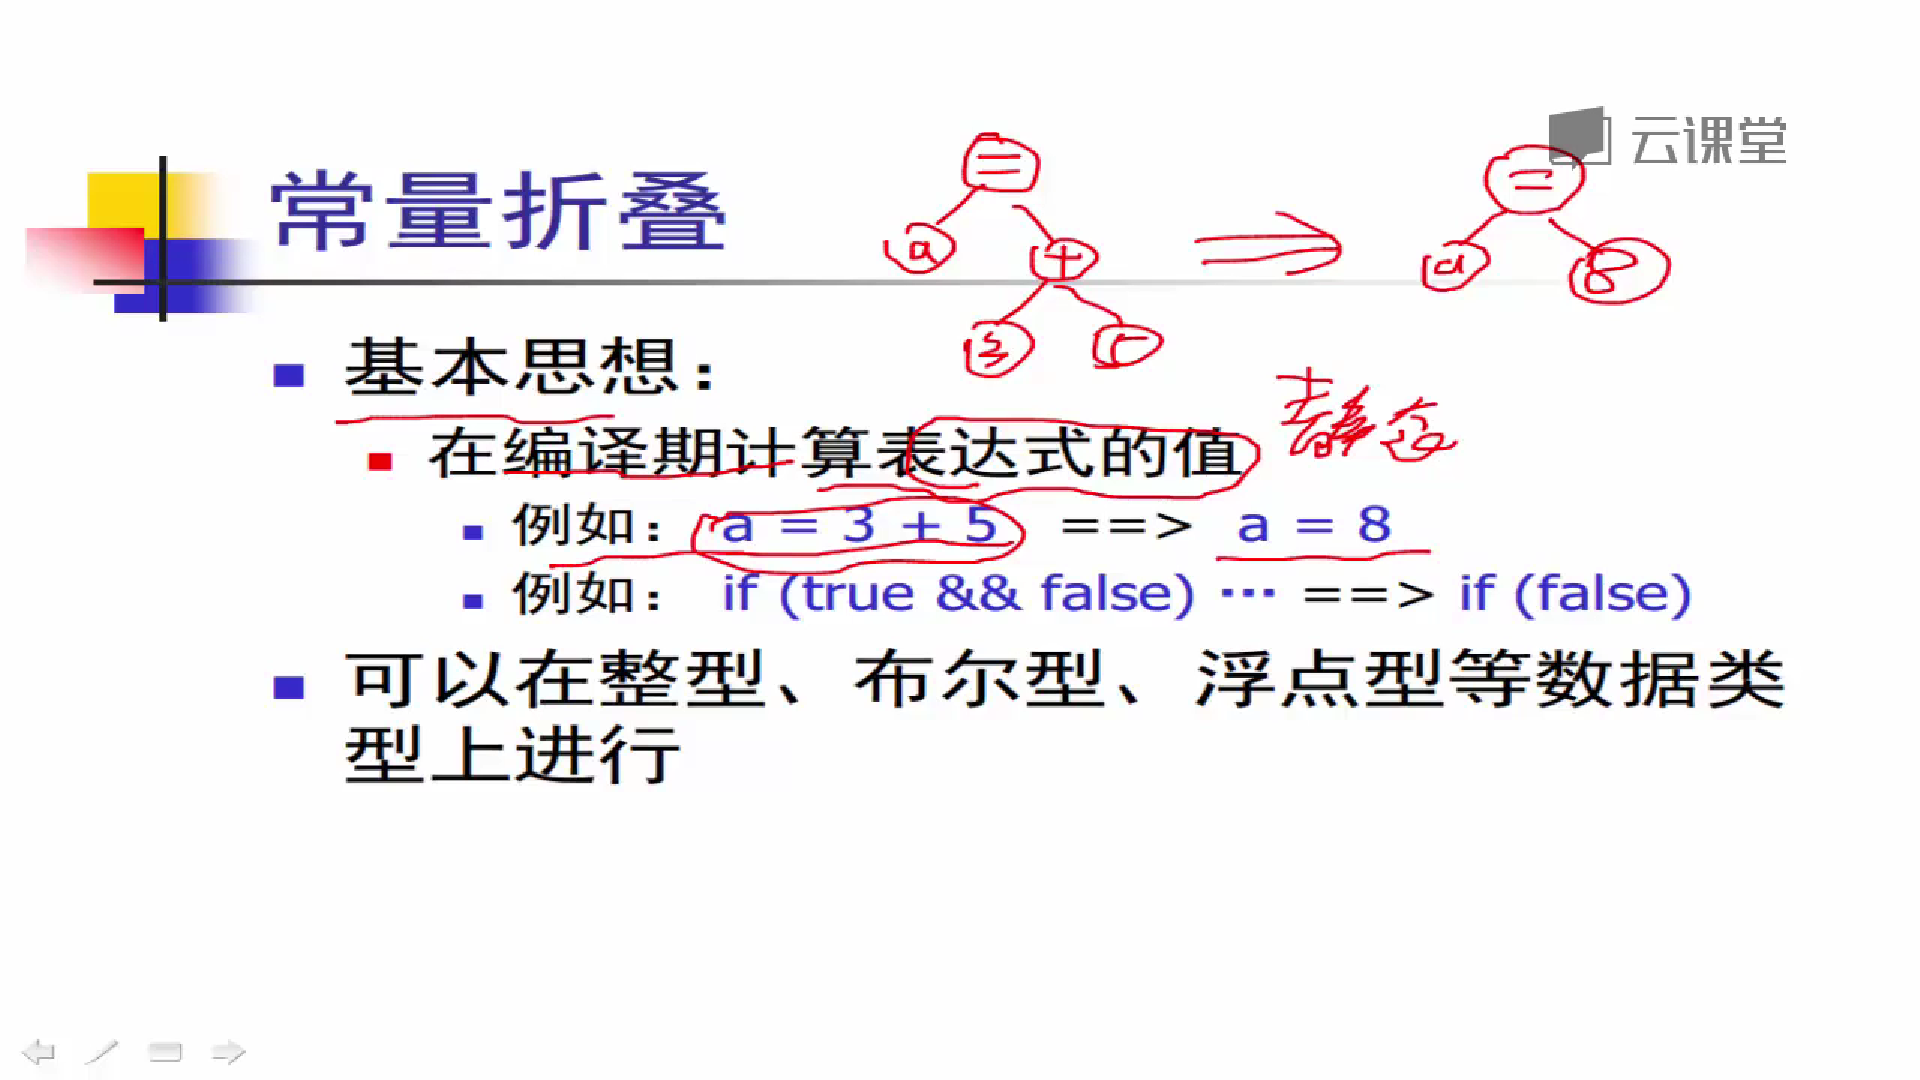 云课堂
常量折叠
=
a
+
3
5
=
a
8
基本思想：
静态
在编译期计算表达式的值
例如： a = 3 + 5 ==> a = 8
例如： if (true && false) … ==> if (false)
可以在整型、布尔型、浮点型等数据类
型上进行